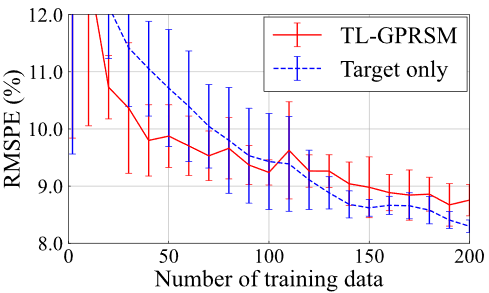 12.0
11.0
10.0
9.0
8.0
RMSPE (%)
TL-GPRSM
Target only
0 50 100 150 200
Number of training data